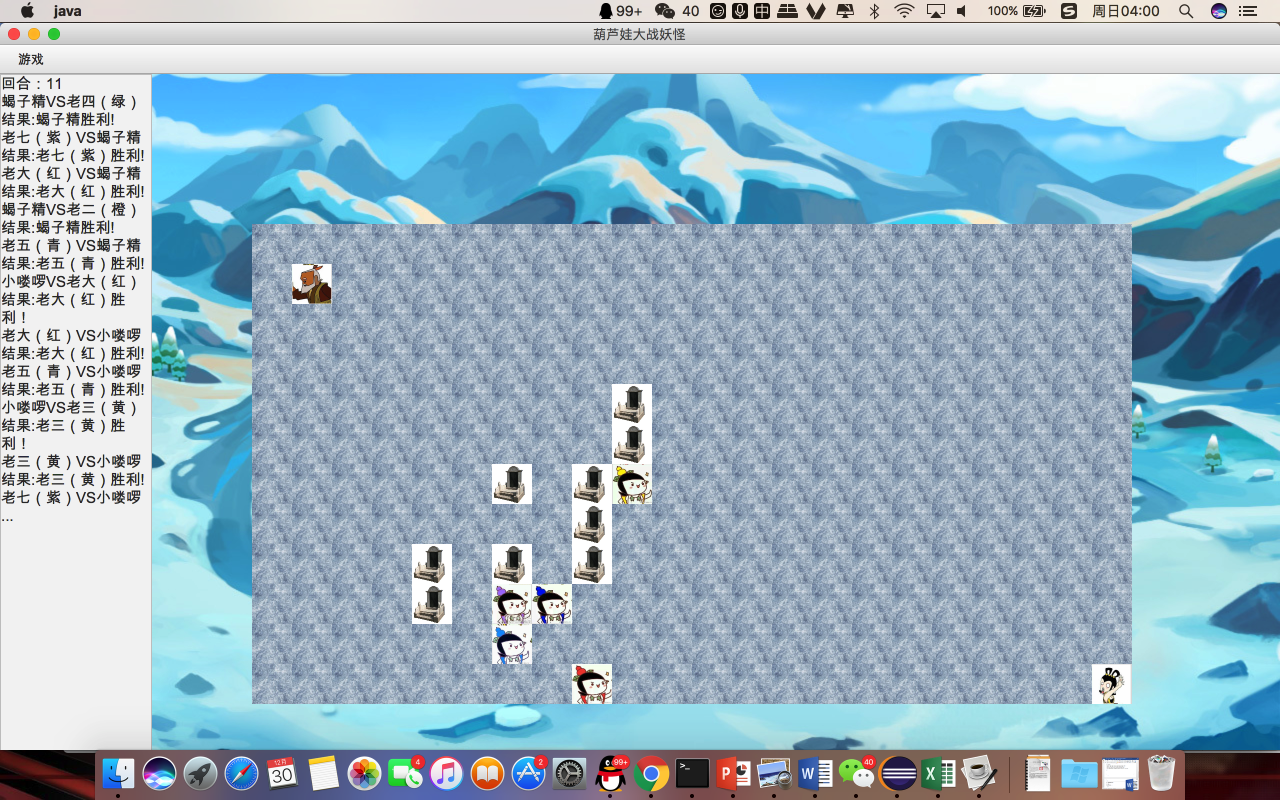 java
99+
40
中
100%
周日04:00
葫芦娃大战妖怪
游戏
回合：11
蝎子精VS老四（绿）
结果:蝎子精胜利!
老七（紫）VS蝎子精
结果:老七（紫）胜利!
老大（红）VS蝎子精
结果:老大（红）胜利!
蝎子精VS老二（橙）
结果:蝎子精胜利!
老五（青）VS蝎子精
结果:老五（青）胜利!
小喽啰VS老大（红）
结果:老大（红）胜
利！
老大（红）VS小喽啰
结果:老大（红）胜利!
老五（青）VS小喽啰
结果:老五（青）胜利!
小喽啰VS老三（黄）
结果:老三（黄）胜
利！
老三（黄）VS小喽啰
结果:老三（黄）胜利!
老七（紫）VS小喽啰
...
12月
30
4
2
99+
40